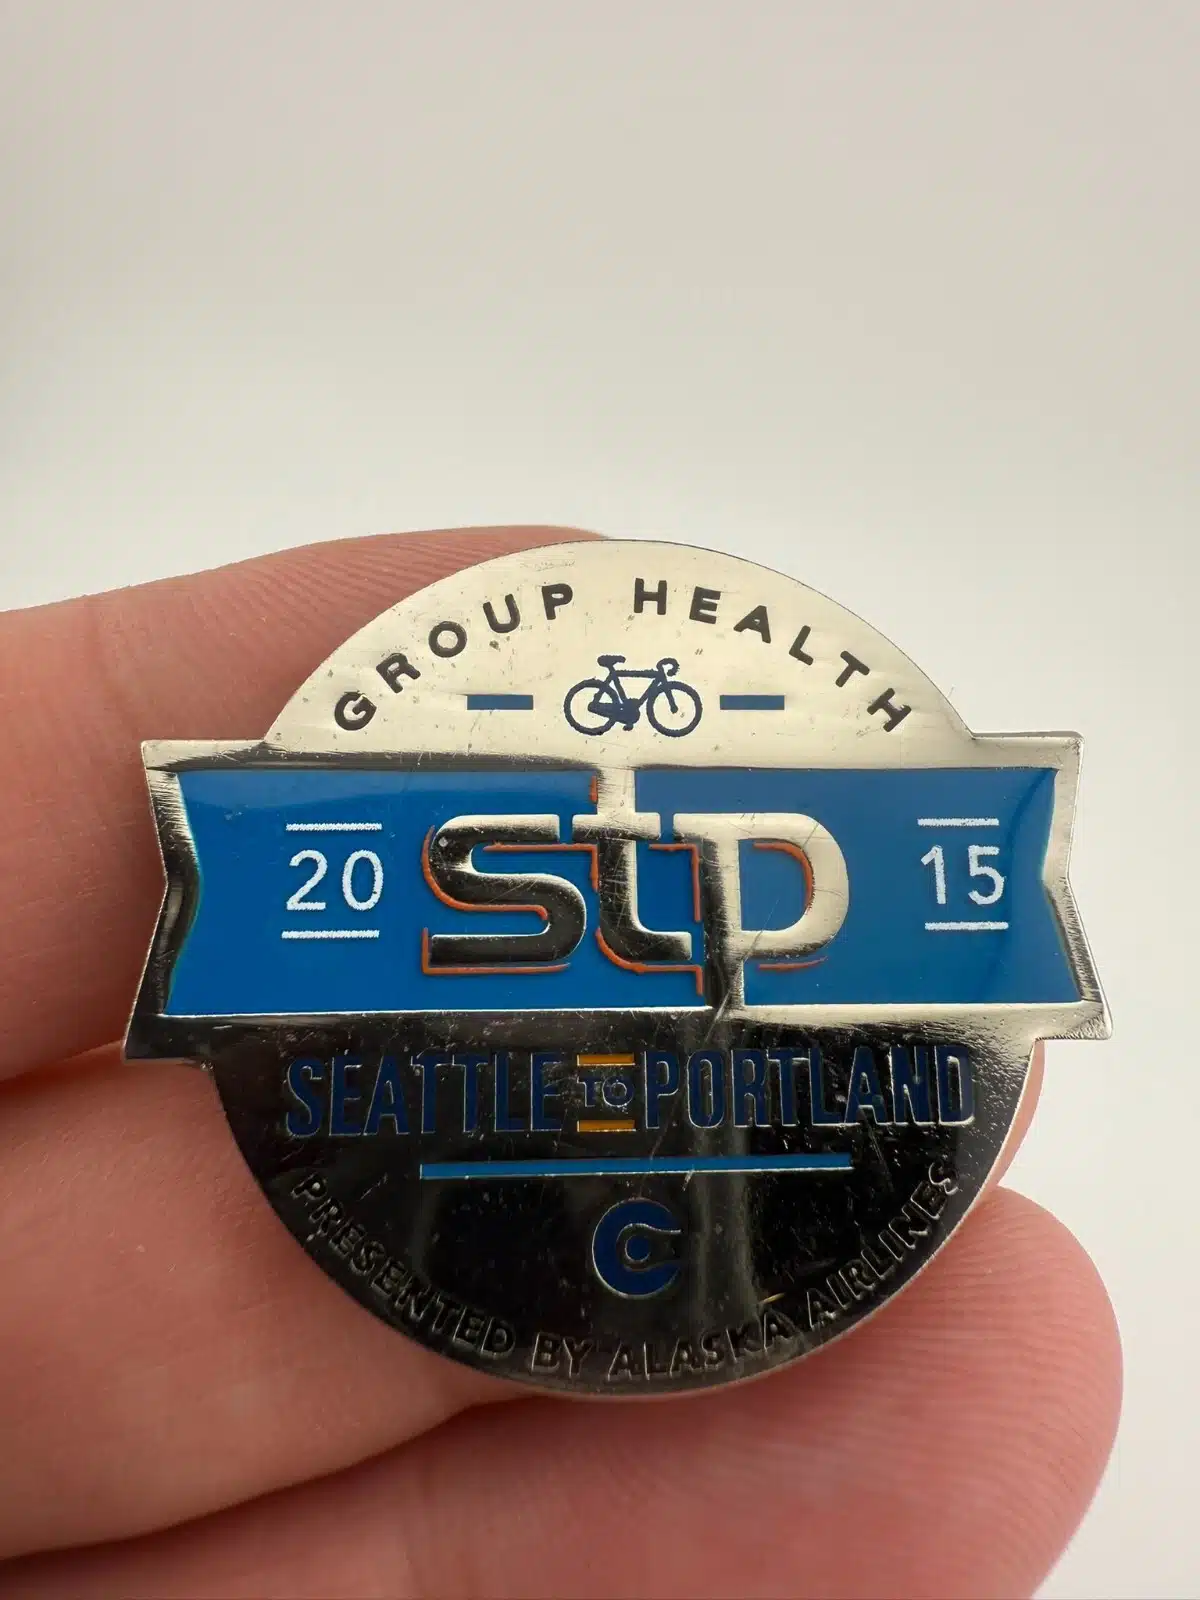 GROUP HEALTH
20 stp 15
SEATTLE TO PORTLAND
PRESENTED BY ALASKA AIRLINES